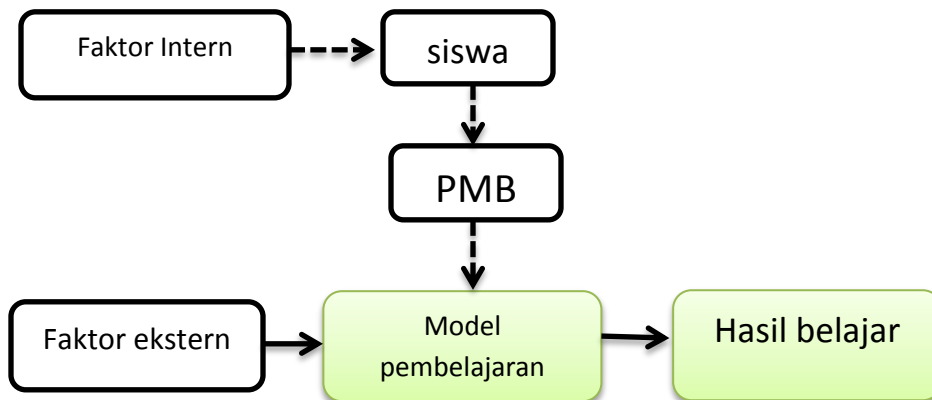 Faktor Intern
siswa
PMB
Faktor ekstern
Model
pembelajaran
Hasil belajar